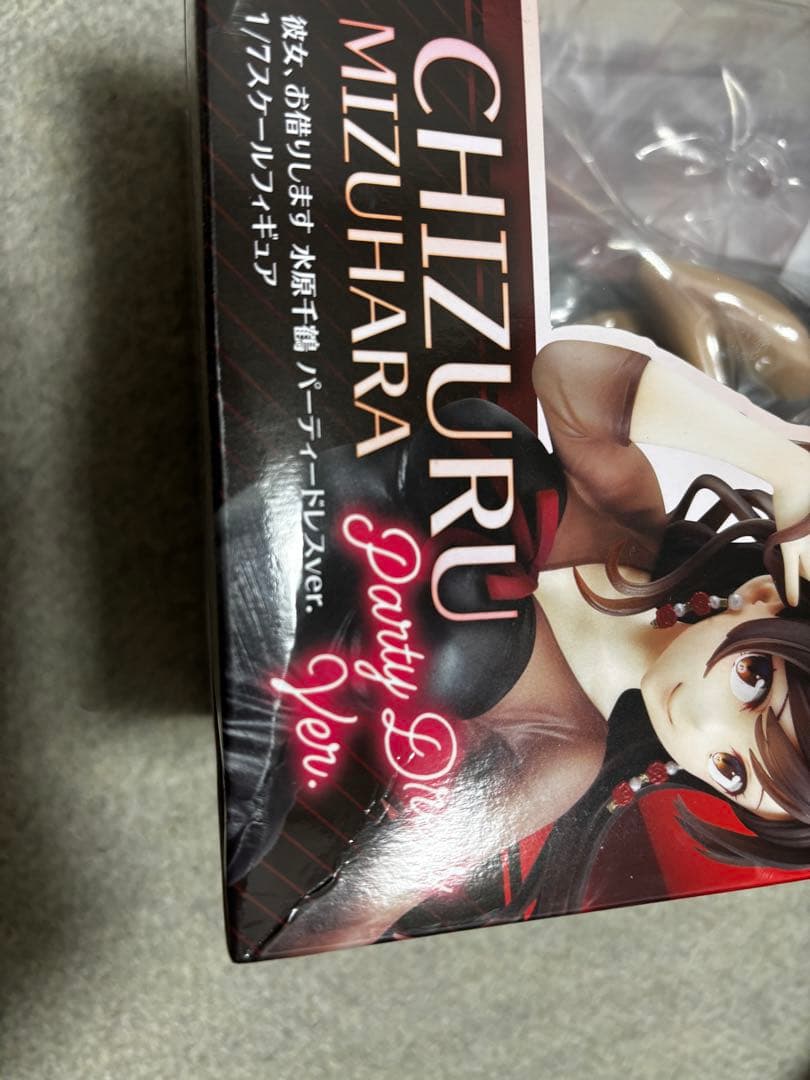 CHIZURU
MIZUHARA
彼女、お借りします 水原千鶴 パーティードレスver.
1/7スケールフィギュア
Party
Ver.